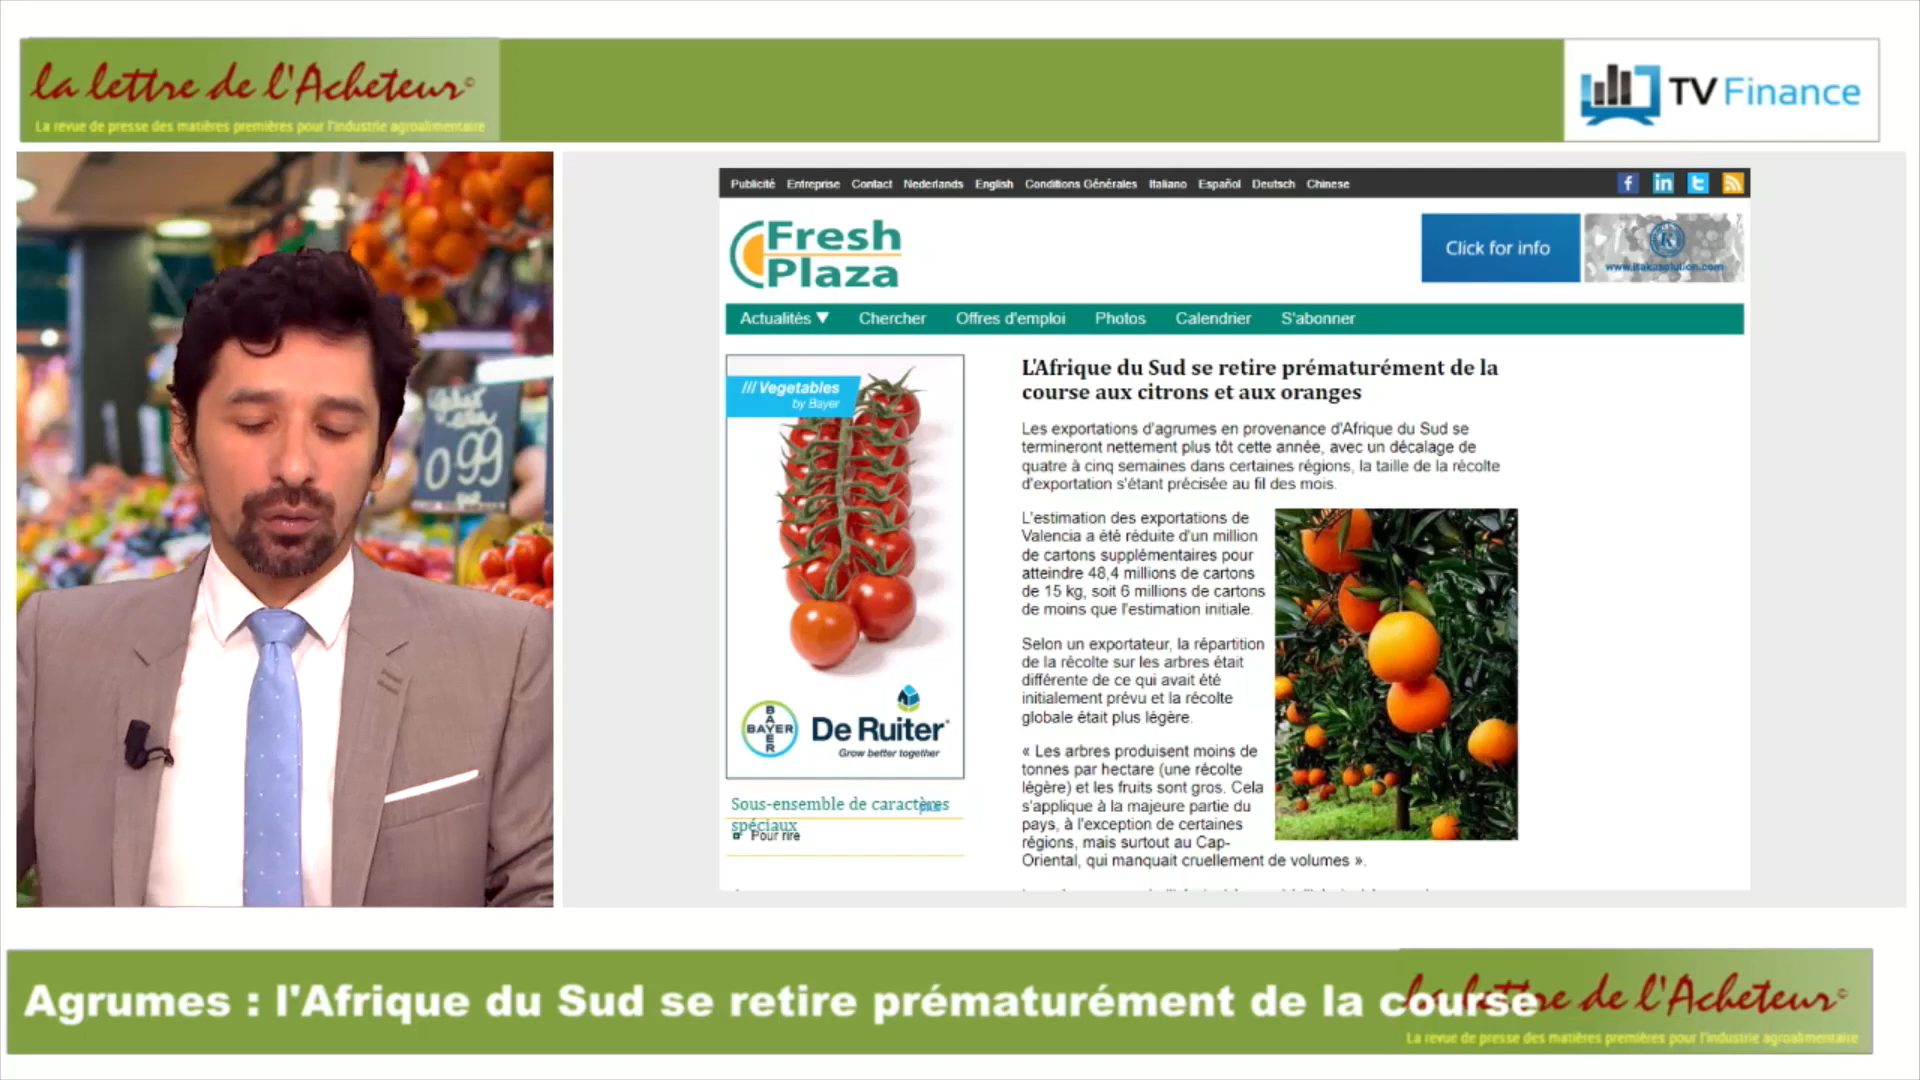 la lettre de l'Acheteur©
La revue de presse des matières premières pour l'industrie agroalimentaire
TV Finance
0.99
Publicité Entreprise Contact Nederlands English Conditions Générales Italiano Español Deutsch Chinese
Fresh
Plaza
Click for info
K
www.itakasolution.com
Actualités ▼ Chercher Offres d'emploi Photos Calendrier S'abonner
/// Vegetables
by Bayer
BAYER
BAYER
De Ruiter
Grow better together
Sous-ensemble de caractères
spéciaux
Pour rire
L'Afrique du Sud se retire prématurément de la
course aux citrons et aux oranges
Les exportations d'agrumes en provenance d'Afrique du Sud se
termineront nettement plus tôt cette année, avec un décalage de
quatre à cinq semaines dans certaines régions, la taille de la récolte
d'exportation s'étant précisée au fil des mois.
L'estimation des exportations de
Valencia a été réduite d'un million
de cartons supplémentaires pour
atteindre 48,4 millions de cartons
de 15 kg, soit 6 millions de cartons
de moins que l'estimation initiale.
Selon un exportateur, la répartition
de la récolte sur les arbres était
différente de ce qui avait été
initialement prévu et la récolte
globale était plus légère.
« Les arbres produisent moins de
tonnes par hectare (une récolte
légère) et les fruits sont gros. Cela
s'applique à la majeure partie du
pays, à l'exception de certaines
régions, mais surtout au Cap-
Oriental, qui manquait cruellement de volumes ».
Agrumes : l'Afrique du Sud se retire prématurément de la course
la lettre de l'Acheteur©
La revue de presse des matières premières pour l'industrie agroalimentaire